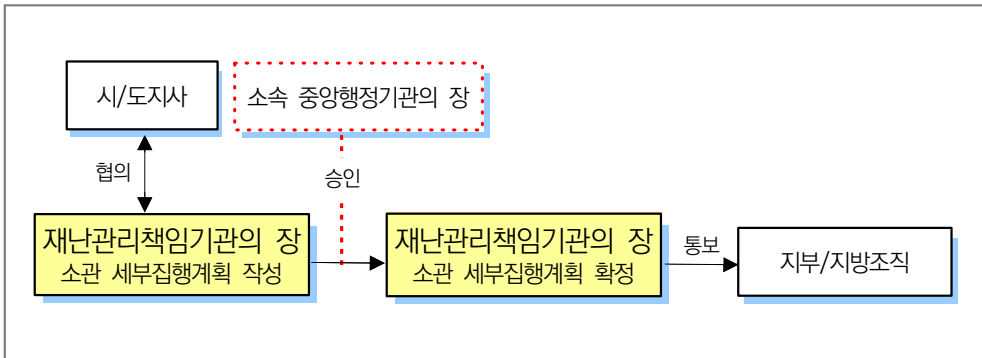 시/도지사
소속 중앙행정기관의 장
협의
승인
재난관리책임기관의 장
소관 세부집행계획 작성
재난관리책임기관의 장
소관 세부집행계획 확정
통보
지부/지방조직